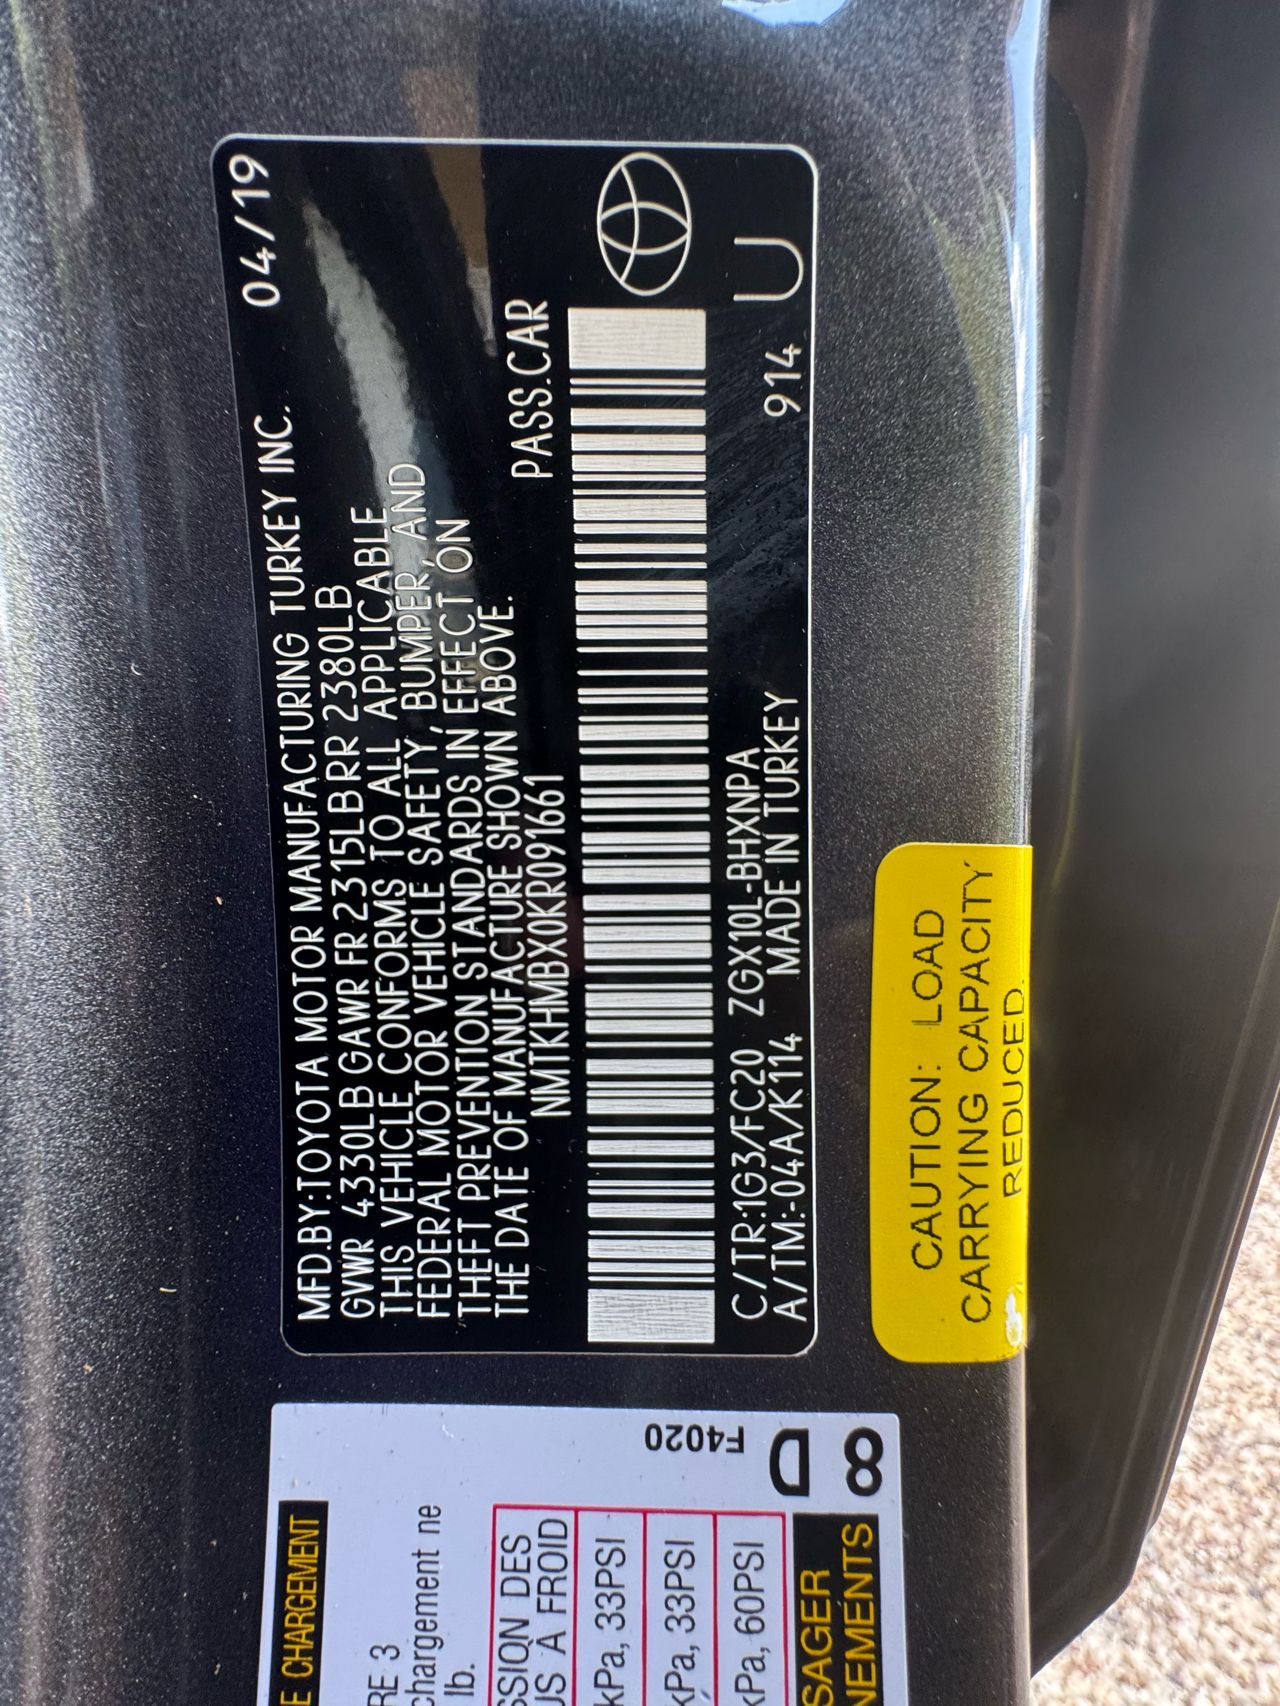 MFD.BY:TOYOTA MOTOR MANUFACTURING TURKEY INC. 04/19
GVWR 4330LB GAWR FR 2315LB RR 2380LB
THIS VEHICLE CONFORMS TO ALL APPLICABLE
FEDERAL MOTOR VEHICLE SAFETY, BUMPER, AND
THEFT PREVENTION STANDARDS IN EFFECT ON
THE DATE OF MANUFACTURE SHOWN ABOVE.
NMTKHMBX0KR091661 PASS.CAR
C/TR:1G3/FC20 ZGX10L-BHXNPA U
A/TM:-04A/K114 MADE IN TURKEY 914
CAUTION: LOAD
CARRYING CAPACITY
REDUCED.
E CHARGEMENT
RE 3
chargement ne
lb.
SSION DES
US À FROID
kPa, 33PSI
kPa, 33PSI
kPa, 60PSI
SAGER
NEMENTS
F4020
D
8